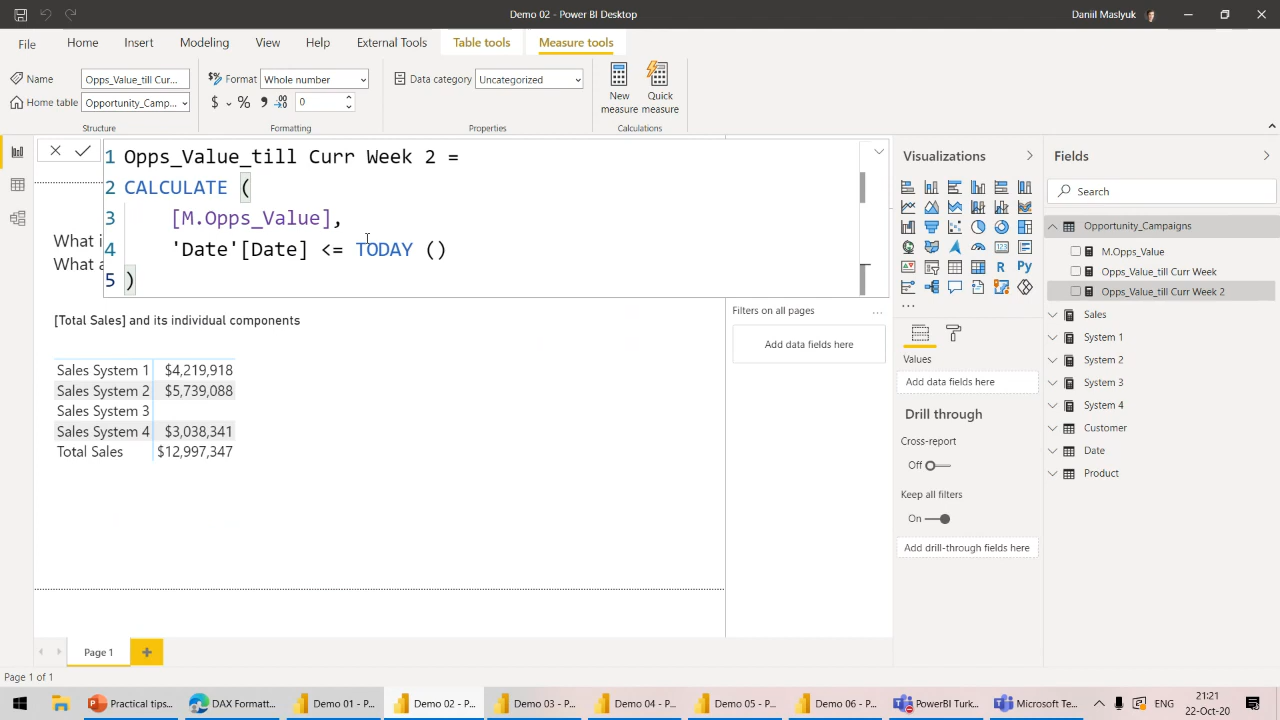 Demo 02 - Power BI Desktop
Daniil Maslyuk
File Home Insert Modeling View Help External Tools Table tools Measure tools
Name Opps_Value_till Cur... Format Whole number Data category Uncategorized
Home table Opportunity_Camp... $ % 9 .00 0 New measure Quick measure
Structure Formatting Properties Calculations
1 Opps_Value_till Curr Week 2 =
2 CALCULATE (
3 [M.Opps_Value],
4 'Date'[Date] <= TODAY ()
5 )
What i
What a
[Total Sales] and its individual components
Sales System 1 $4,219,918
Sales System 2 $5,739,088
Sales System 3
Sales System 4 $3,038,341
Total Sales $12,997,347
Filters on all pages ...
Add data fields here
Visualizations
R Py
...
Values
Add data fields here
Drill through
Cross-report
Off
Keep all filters
On
Add drill-through fields here
Fields
Search
Opportunity_Campaigns
M.Opps_Value
Opps_Value_till Curr Week
Opps_Value_till Curr Week 2
Sales
System 1
System 2
System 3
System 4
Customer
Date
Product
Page 1
Page 1 of 1
Practical tips... DAX Format... Demo 01 - P... Demo 02 - P... Demo 03 - P... Demo 04 - P... Demo 05 - P... Demo 06 - P... PowerBI Turk... Microsoft Te...
21:21
22-Oct-20